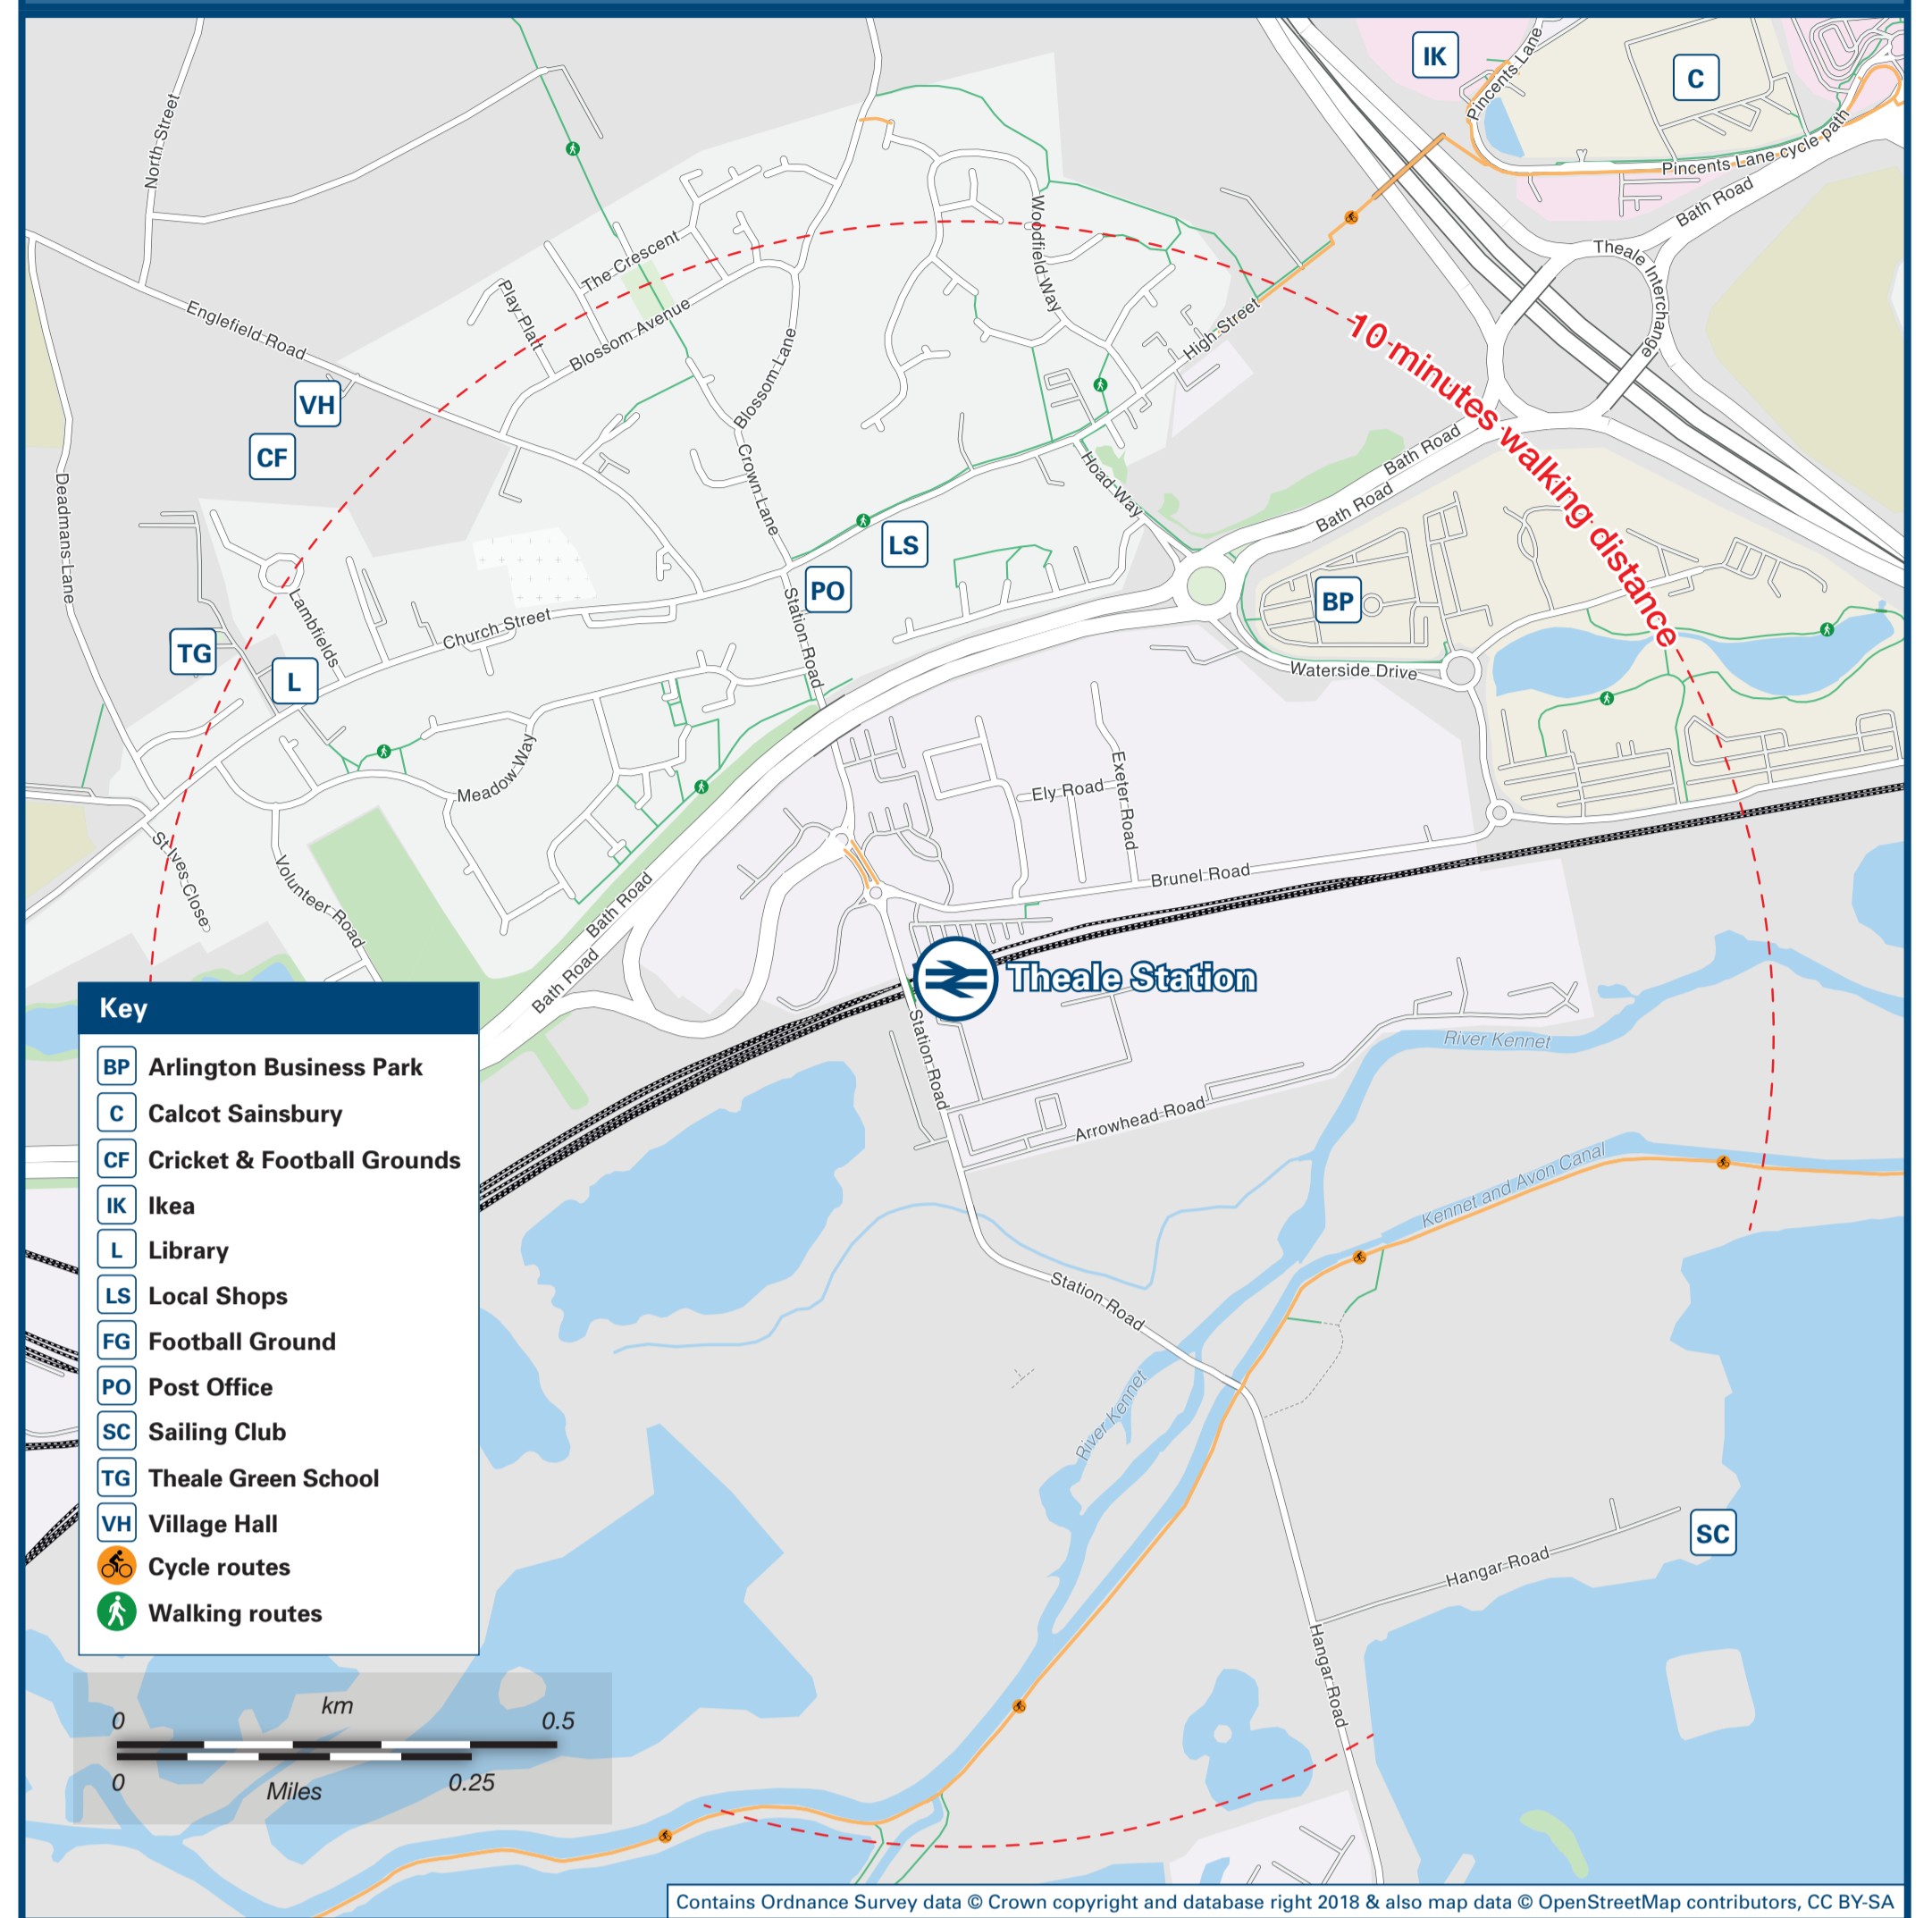 IK
C
Pincents Lane
North Street
Pincents Lane cycle path
Bath Road
Woodfield Way
The Crescent
Theale Interchange
Play Platt
Englefield Road
Blossom Avenue
High Street
10 minutes walking distance
Blossom Lane
VH
CF
Crown Lane
Hoad Way
Bath Road
Bath Road
Deadmans Lane
LS
PO
BP
Lambfields
Church Street
Station Road
TG
L
Waterside Drive
Meadow Way
Ely Road
Exeter Road
St Ives Close
Volunteer Road
Bath Road
Brunel Road
Bath Road
Theale Station
Station Road
River Kennet
Arrowhead Road
Kennet and Avon Canal
Station Road
River Kennet
SC
Hangar Road
Hangar Road
Key
BP Arlington Business Park
C Calcot Sainsbury
CF Cricket & Football Grounds
IK Ikea
L Library
LS Local Shops
FG Football Ground
PO Post Office
SC Sailing Club
TG Theale Green School
VH Village Hall
Cycle routes
Walking routes
km
0 0.5
0 0.25
Miles
Contains Ordnance Survey data © Crown copyright and database right 2018 & also map data © OpenStreetMap contributors, CC BY-SA